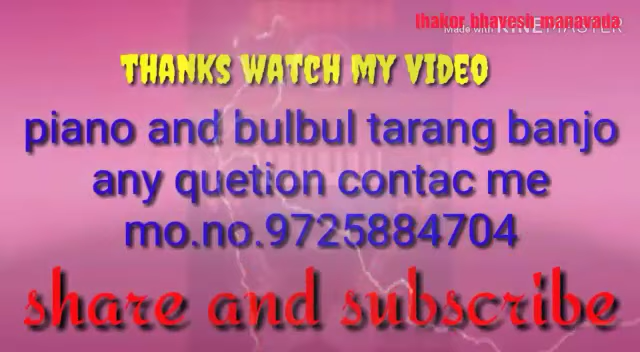 thakor bhavesh manavada
Made with KINEMASTER
THANKS WATCH MY VIDEO
piano and bulbul tarang banjo
any quetion contac me
mo.no.9725884704
share and subscribe